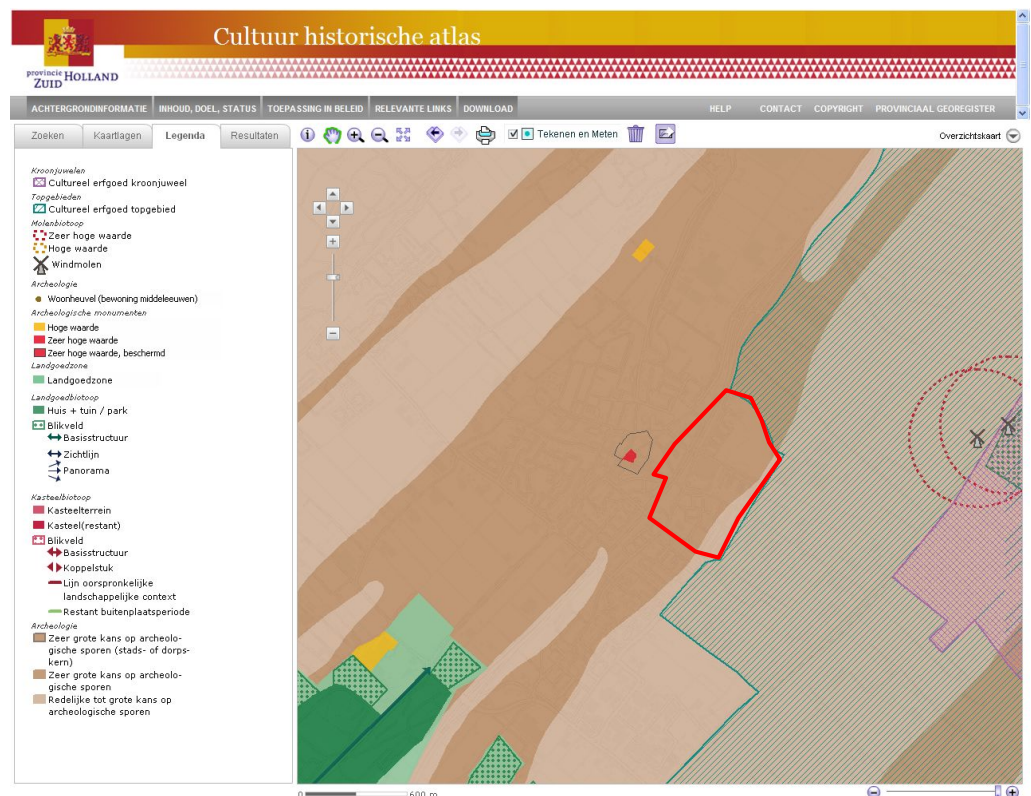 Cultuur historische atlas
provincie
ZUID HOLLAND
ACHTERGRONDINFORMATIE INHOUD, DOEL, STATUS TOEPASSING IN BELEID RELEVANTE LINKS DOWNLOAD HELP CONTACT COPYRIGHT PROVINCIAAL GEOREGISTER
Zoeken Kaartlagen Legenda Resultaten Tekenen en Meten Overzichtskaart
Kroonjuwelen
Cultureel erfgoed kroonjuweel
Topgebieden
Cultureel erfgoed topgebied
Molenbiotoop
Zeer hoge waarde
Hoge waarde
Windmolen
Archeologie
Woonheuvel (bewoning middeleeuwen)
Archeologische monumenten
Hoge waarde
Zeer hoge waarde
Zeer hoge waarde, beschermd
Landgoedzone
Landgoedzone
Landgoedbiotoop
Huis + tuin / park
Blikveld
Basisstructuur
Zichtlijn
Panorama
Kasteelbiotoop
Kasteelterrein
Kasteel(restant)
Blikveld
Basisstructuur
Koppelstuk
Lijn oorspronkelijke
landschappelijke context
Restant buitenplaatsperiode
Archeologie
Zeer grote kans op archeolo-
gische sporen (stads- of dorps-
kern)
Zeer grote kans op archeolo-
gische sporen
Redelijke tot grote kans op
archeologische sporen
0 600 m